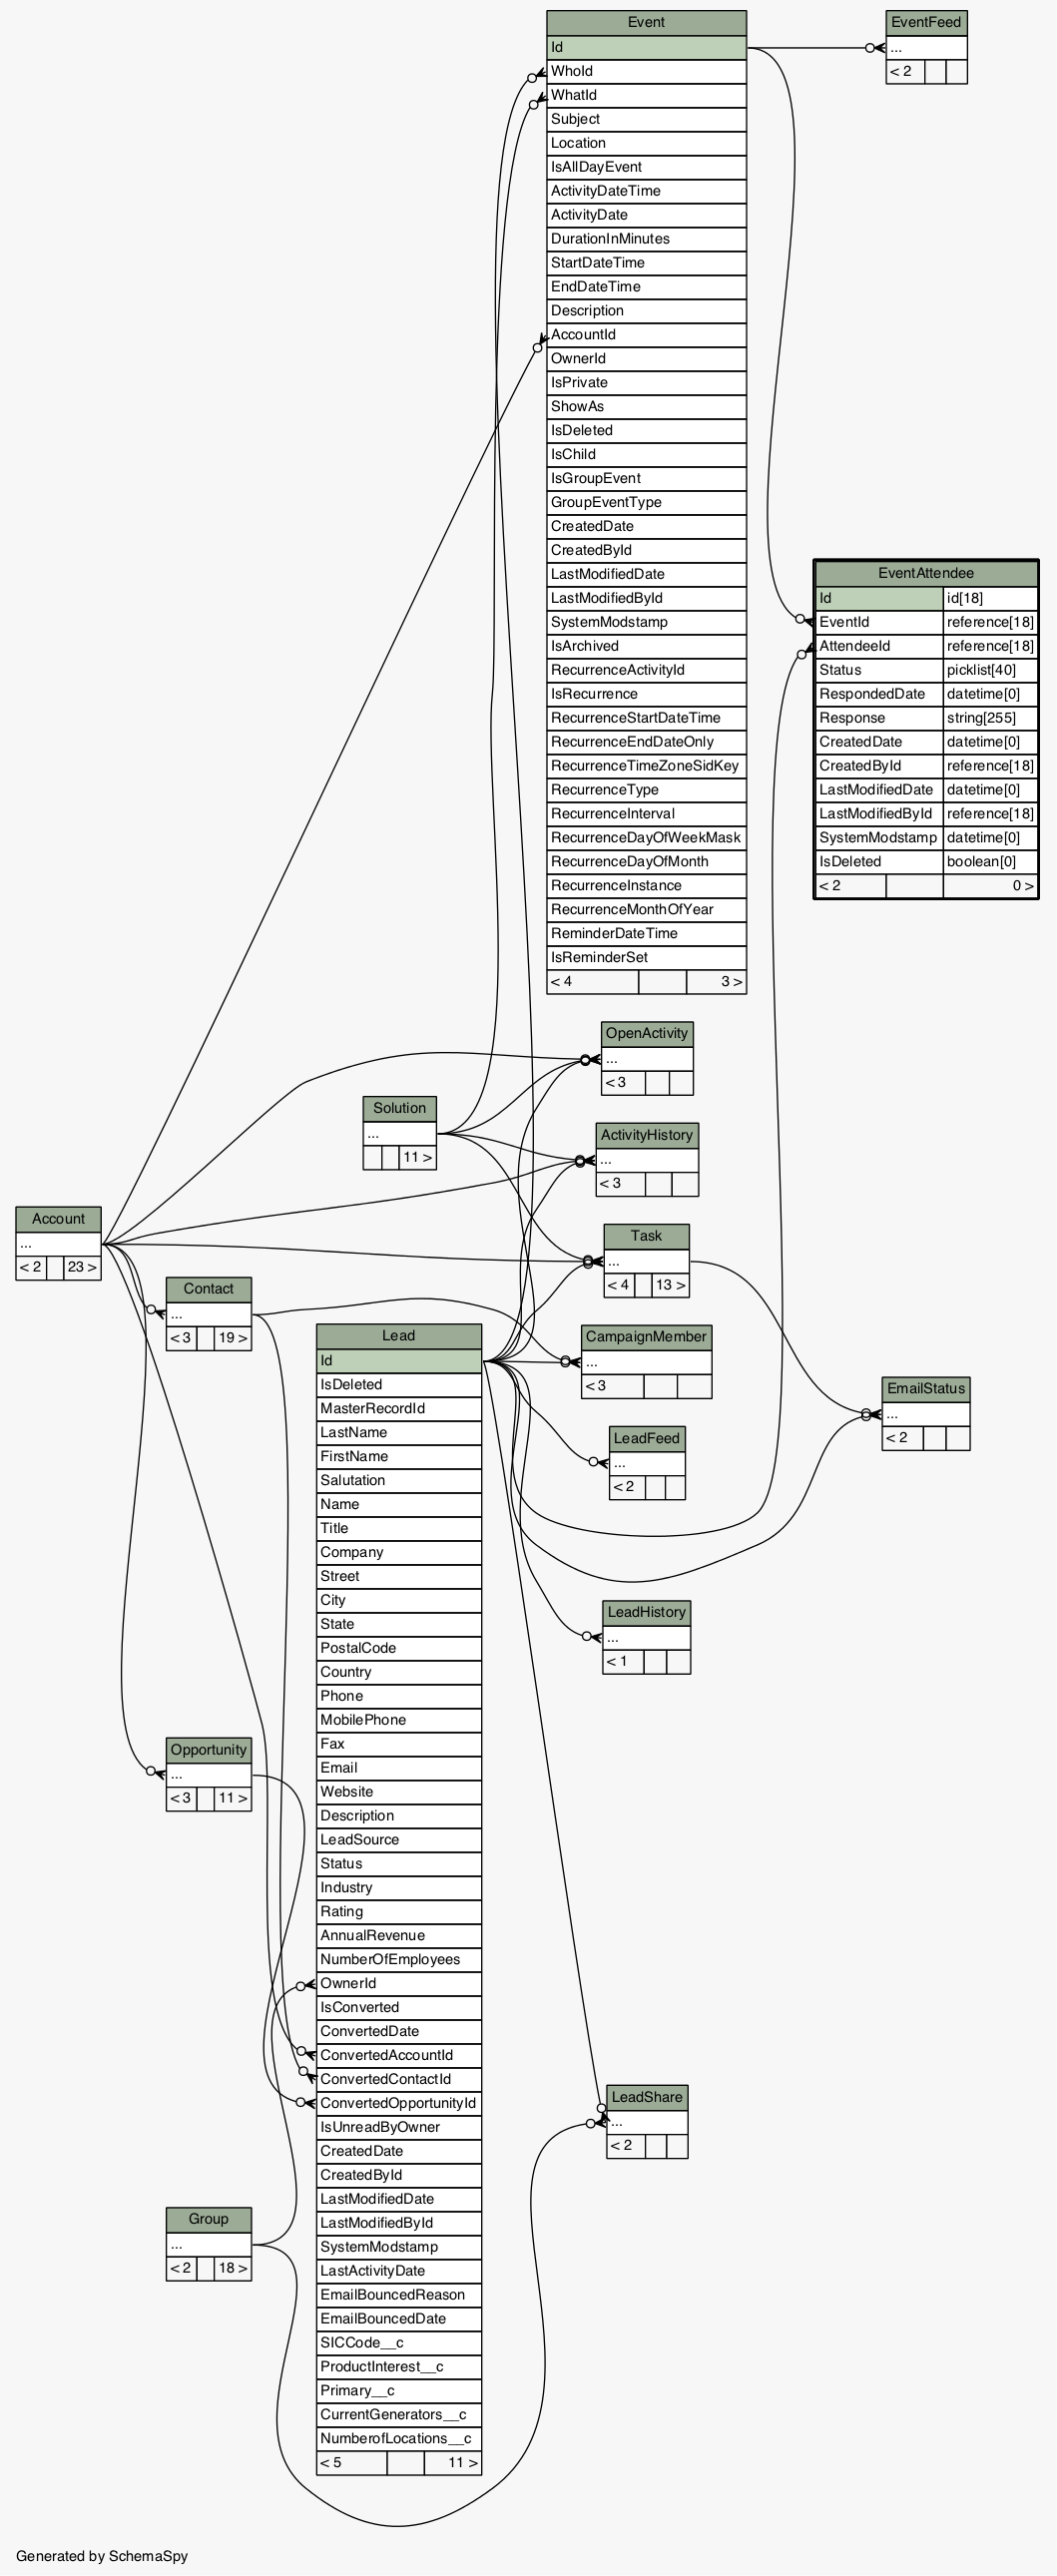 Event
Id
WhoId
WhatId
Subject
Location
IsAllDayEvent
ActivityDateTime
ActivityDate
DurationInMinutes
StartDateTime
EndDateTime
Description
AccountId
OwnerId
IsPrivate
ShowAs
IsDeleted
IsChild
IsGroupEvent
GroupEventType
CreatedDate
CreatedById
LastModifiedDate
LastModifiedById
SystemModstamp
IsArchived
RecurrenceActivityId
IsRecurrence
RecurrenceStartDateTime
RecurrenceEndDateOnly
RecurrenceTimeZoneSidKey
RecurrenceType
RecurrenceInterval
RecurrenceDayOfWeekMask
RecurrenceDayOfMonth
RecurrenceInstance
RecurrenceMonthOfYear
ReminderDateTime
IsReminderSet
< 4 3 >
EventFeed
...
< 2
EventAttendee
Id id[18]
EventId reference[18]
AttendeeId reference[18]
Status picklist[40]
RespondedDate datetime[0]
Response string[255]
CreatedDate datetime[0]
CreatedById reference[18]
LastModifiedDate datetime[0]
LastModifiedById reference[18]
SystemModstamp datetime[0]
IsDeleted boolean[0]
< 2 0 >
OpenActivity
...
< 3
Solution
...
11 >
ActivityHistory
...
< 3
Account
...
< 2 23 >
Task
...
< 4 13 >
Contact
...
< 3 19 >
CampaignMember
...
< 3
EmailStatus
...
< 2
LeadFeed
...
< 2
LeadHistory
...
< 1
Opportunity
...
< 3 11 >
Lead
Id
IsDeleted
MasterRecordId
LastName
FirstName
Salutation
Name
Title
Company
Street
City
State
PostalCode
Country
Phone
MobilePhone
Fax
Email
Website
Description
LeadSource
Status
Industry
Rating
AnnualRevenue
NumberOfEmployees
OwnerId
IsConverted
ConvertedDate
ConvertedAccountId
ConvertedContactId
ConvertedOpportunityId
IsUnreadByOwner
CreatedDate
CreatedById
LastModifiedDate
LastModifiedById
SystemModstamp
LastActivityDate
EmailBouncedReason
EmailBouncedDate
SICCode__c
ProductInterest__c
Primary__c
CurrentGenerators__c
NumberofLocations__c
< 5 11 >
LeadShare
...
< 2
Group
...
< 2 18 >
Generated by SchemaSpy